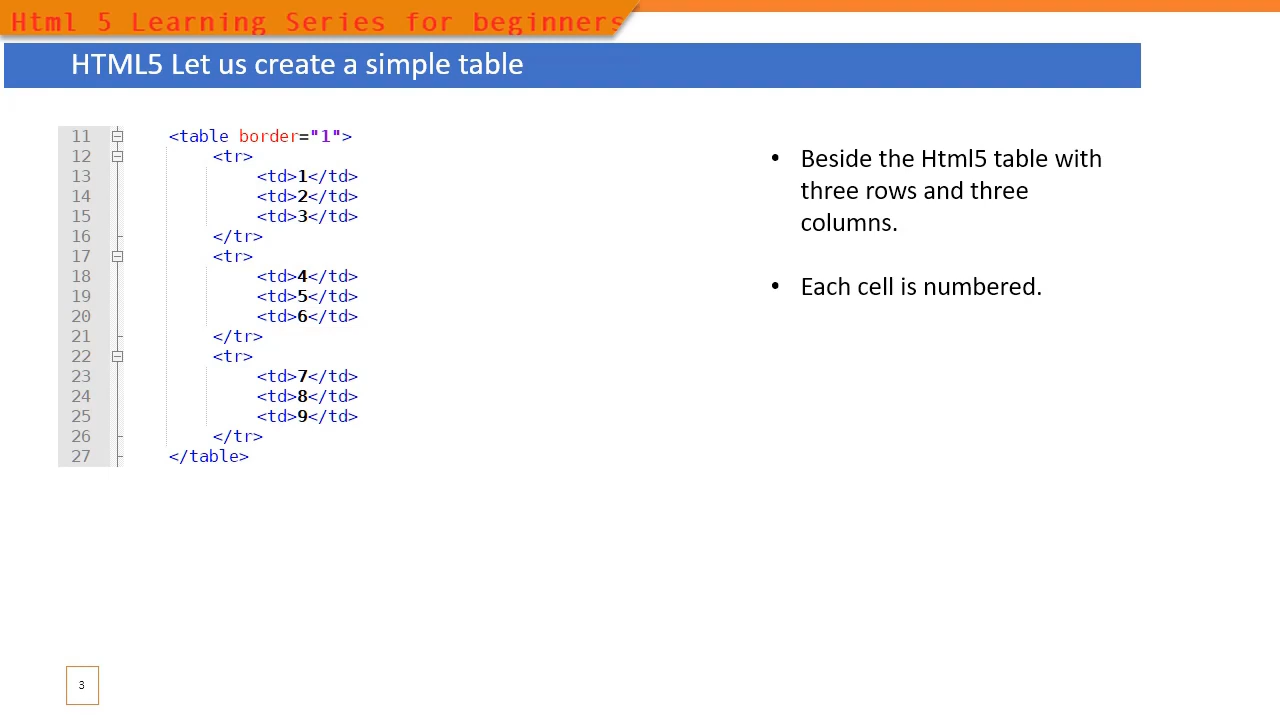 Html 5 Learning Series for beginners
HTML5 Let us create a simple table
11 <table border="1">
12 <tr>
13 <td>1</td>
14 <td>2</td>
15 <td>3</td>
16 </tr>
17 <tr>
18 <td>4</td>
19 <td>5</td>
20 <td>6</td>
21 </tr>
22 <tr>
23 <td>7</td>
24 <td>8</td>
25 <td>9</td>
26 </tr>
27 </table>
• Beside the Html5 table with
three rows and three
columns.
• Each cell is numbered.
3